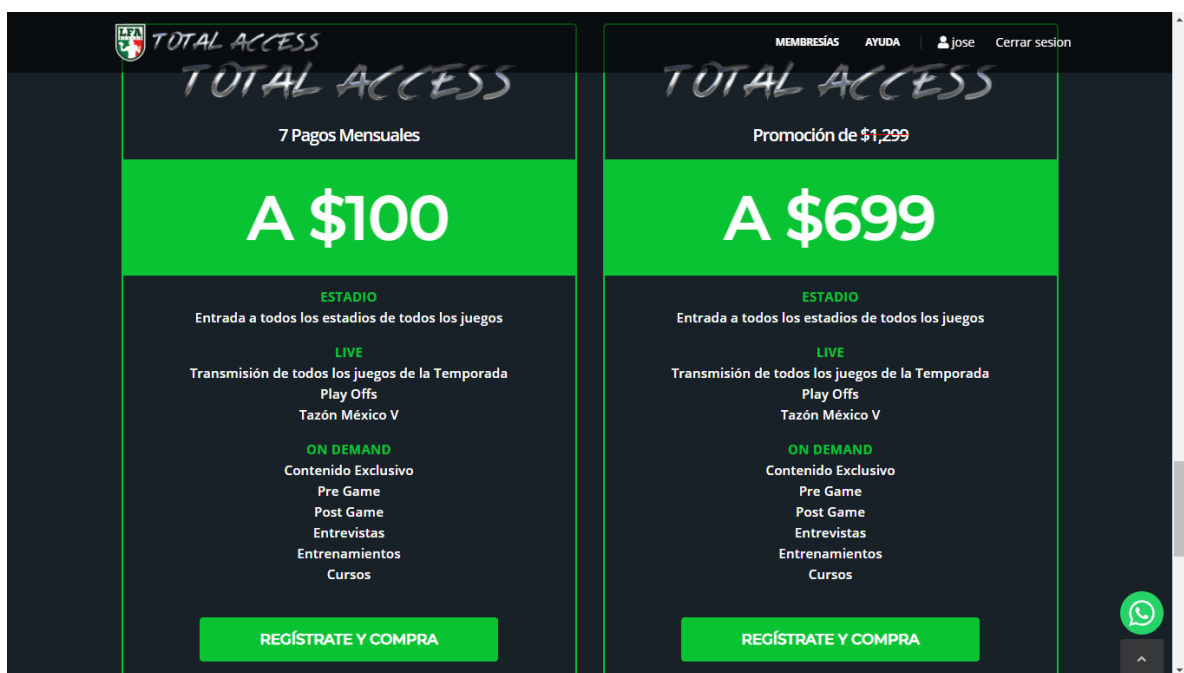 LFA
TOTAL ACCESS
MEMBRESÍAS
AYUDA
jose
Cerrar sesion
TOTAL ACCESS
7 Pagos Mensuales
A $100
ESTADIO
Entrada a todos los estadios de todos los juegos
LIVE
Transmisión de todos los juegos de la Temporada
Play Offs
Tazón México V
ON DEMAND
Contenido Exclusivo
Pre Game
Post Game
Entrevistas
Entrenamientos
Cursos
REGÍSTRATE Y COMPRA
TOTAL ACCESS
Promoción de $1,299
A $699
ESTADIO
Entrada a todos los estadios de todos los juegos
LIVE
Transmisión de todos los juegos de la Temporada
Play Offs
Tazón México V
ON DEMAND
Contenido Exclusivo
Pre Game
Post Game
Entrevistas
Entrenamientos
Cursos
REGÍSTRATE Y COMPRA